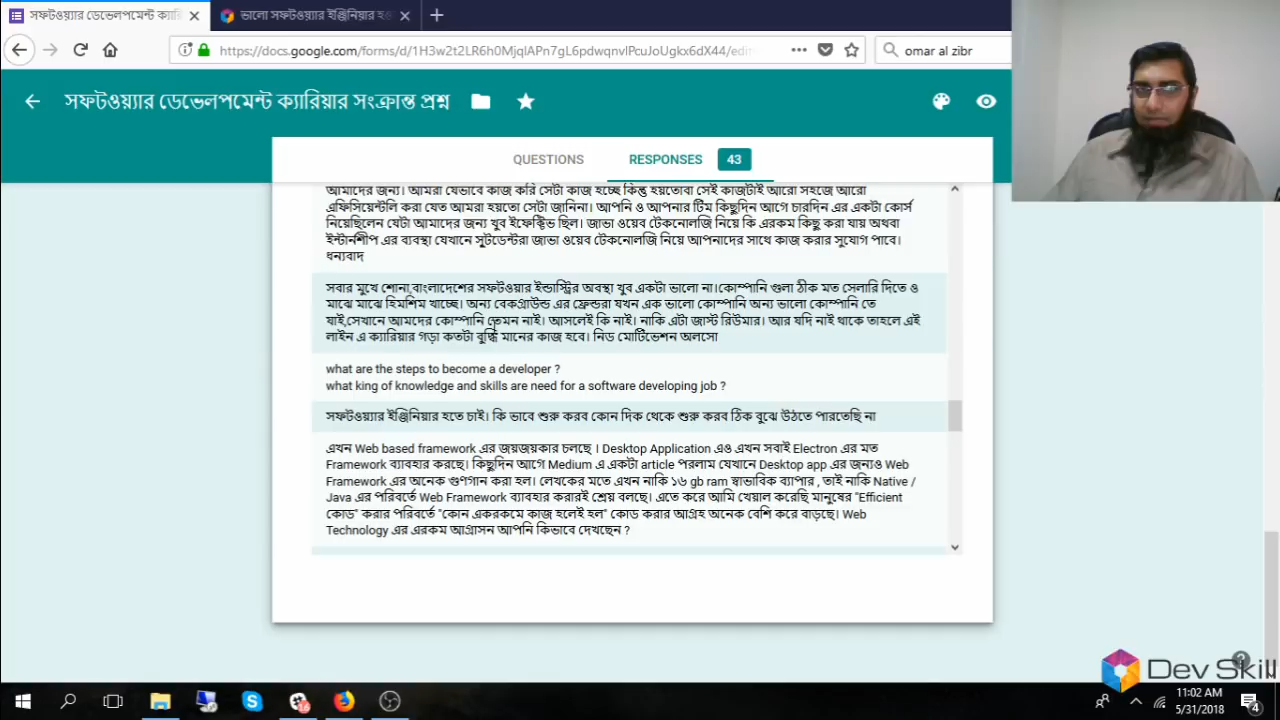 সফটওয়্যার ডেভেলপমেন্ট ক্যারি
ভালো সফটওয়্যার ইঞ্জিনিয়ার হও
https://docs.google.com/forms/d/1H3w2t2LR6h0MjqlAPn7gL6pdwqnvlPcuJoUgkx6dX44/edi
omar al zibr
সফটওয়্যার ডেভেলপমেন্ট ক্যারিয়ার সংক্রান্ত প্রশ্ন
QUESTIONS
RESPONSES 43
আমাদের জন্য। আমরা যেভাবে কাজ করি সেটা কাজ হচ্ছে কিন্তু হয়তোবা সেই কাজটাই আরো সহজে আরো
এফিসিয়েন্টলি করা যেত আমরা হয়তো সেটা জানিনা। আপনি ও আপনার টিম কিছুদিন আগে চারদিন এর একটা কোর্স
নিয়েছিলেন যেটা আমাদের জন্য খুব ইফেক্টিভ ছিল। জাভা ওয়েব টেকনোলজি নিয়ে কি এরকম কিছু করা যায় অথবা
ইন্টার্নশীপ এর ব্যবস্থা যেখানে সুটডেন্টরা জাভা ওয়েব টেকনোলজি নিয়ে আপনাদের সাথে কাজ করার সুযোগ পাবে।
ধন্যবাদ
সবার মুখে শোনা,বাংলাদেশের সফটওয়ার ইন্ডাস্ট্রির অবস্থা খুব একটা ভালো না।কোম্পানি গুলা ঠীক মত সেলারি দিতে ও
মাঝে মাঝে হিমশিম খাচ্ছে। অন্য বেকগ্রাউন্ড এর ফ্রেন্ডরা যখন এক ভালো কোম্পানি অন্য ভালো কোম্পানি তে
যাই,সেখানে আমদের কোম্পানি তেমন নাই। আসলেই কি নাই। নাকি এটা জাস্ট রিউমার। আর যদি নাই থাকে তাহলে এই
লাইন এ ক্যারিয়ার গড়া কতটা বুদ্ধি মানের কাজ হবে। নিড মোটিভেশন অলসো
what are the steps to become a developer ?
what king of knowledge and skills are need for a software developing job ?
সফটওয়্যার ইঞ্জিনিয়ার হতে চাই। কি ভাবে শুরু করব কোন দিক থেকে শুরু করব ঠিক বুঝে উঠতে পারতেছি না
এখন Web based framework এর জয়জয়কার চলছে । Desktop Application এও এখন সবাই Electron এর মত
Framework ব্যাবহার করছে। কিছুদিন আগে Medium এ একটা article পরলাম যেখানে Desktop app এর জন্যও Web
Framework এর অনেক গুণগান করা হল। লেখকের মতে এখন নাকি ১৬ gb ram স্বাভাবিক ব্যাপার , তাই নাকি Native /
Java এর পরিবর্তে Web Framework ব্যাবহার করারই শ্রেয় বলছে। এতে করে আমি খেয়াল করেছি মানুষের "Efficient
কোড" করার পরিবর্তে "কোন একরকমে কাজ হলেই হল" কোড করার আগ্রহ অনেক বেশি করে বাড়ছে। Web
Technology এর এরকম আগ্রাসন আপনি কিভাবে দেখছেন ?
Dev Skill
11:02 AM
5/31/2018
4